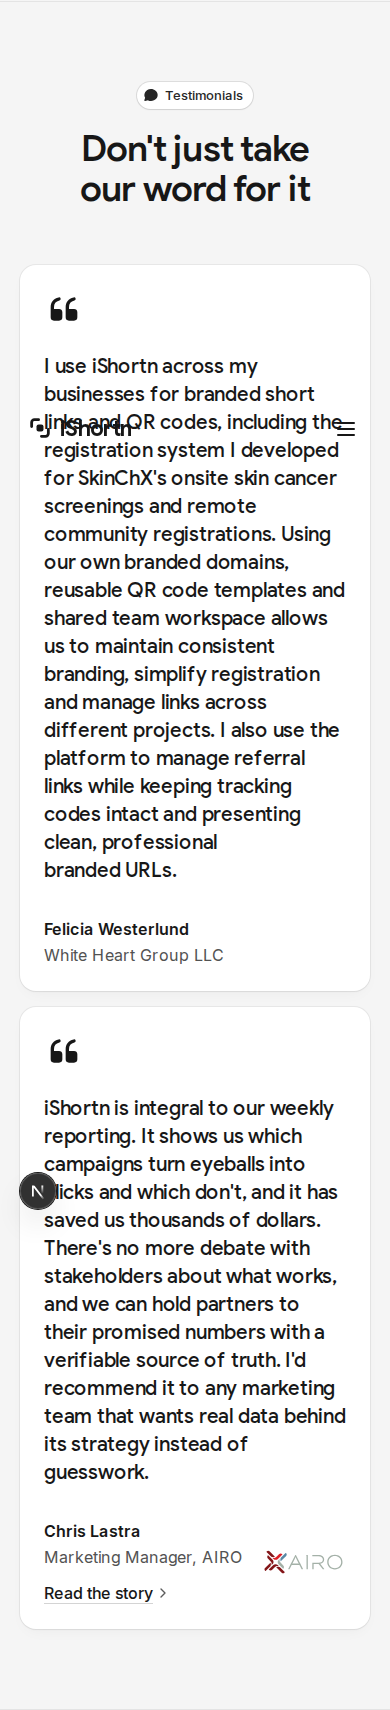 Testimonials
Don't just take
our word for it
I use iShortn across my
businesses for branded short
links and QR codes, including the
iShortn
registration system I developed
for SkinChX's onsite skin cancer
screenings and remote
community registrations. Using
our own branded domains,
reusable QR code templates and
shared team workspace allows
us to maintain consistent
branding, simplify registration
and manage links across
different projects. I also use the
platform to manage referral
links while keeping tracking
codes intact and presenting
clean, professional
branded URLs.
Felicia Westerlund
White Heart Group LLC
iShortn is integral to our weekly
reporting. It shows us which
campaigns turn eyeballs into
clicks and which don't, and it has
N
saved us thousands of dollars.
There's no more debate with
stakeholders about what works,
and we can hold partners to
their promised numbers with a
verifiable source of truth. I'd
recommend it to any marketing
team that wants real data behind
its strategy instead of
guesswork.
Chris Lastra
Marketing Manager, AIRO
AIRO
Read the story